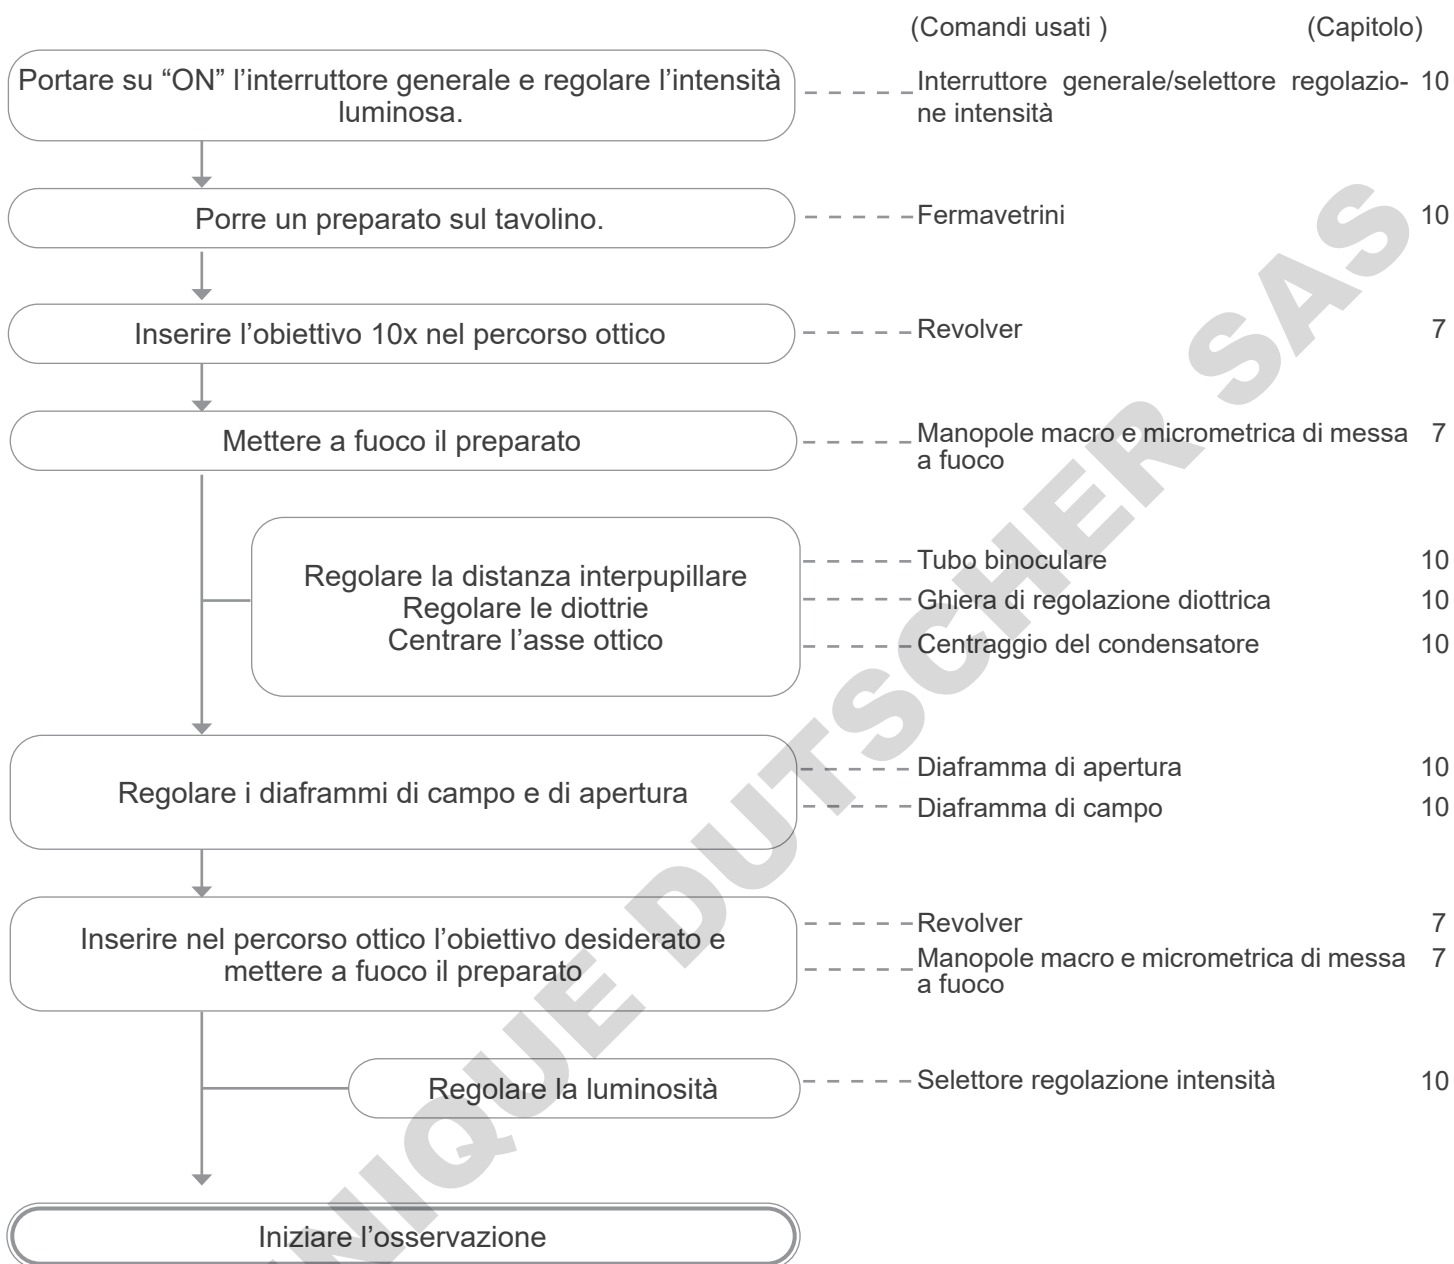 (Comandi usati ) (Capitolo)
Portare su “ON” l’interruttore generale e regolare l’intensità
luminosa.
Interruttore generale/selettore regolazio- 10
ne intensità
Porre un preparato sul tavolino.
Fermavetrini 10
Inserire l’obiettivo 10x nel percorso ottico
Revolver 7
Mettere a fuoco il preparato
Manopole macro e micrometrica di messa 7
a fuoco
Regolare la distanza interpupillare
Regolare le diottrie
Centrare l’asse ottico
Tubo binoculare 10
Ghiera di regolazione diottrica 10
Centraggio del condensatore 10
Regolare i diaframmi di campo e di apertura
Diaframma di apertura 10
Diaframma di campo 10
Inserire nel percorso ottico l’obiettivo desiderato e
mettere a fuoco il preparato
Revolver 7
Manopole macro e micrometrica di messa 7
a fuoco
Regolare la luminosità
Selettore regolazione intensità 10
Iniziare l’osservazione
NIQUE DUTSCHER SAS